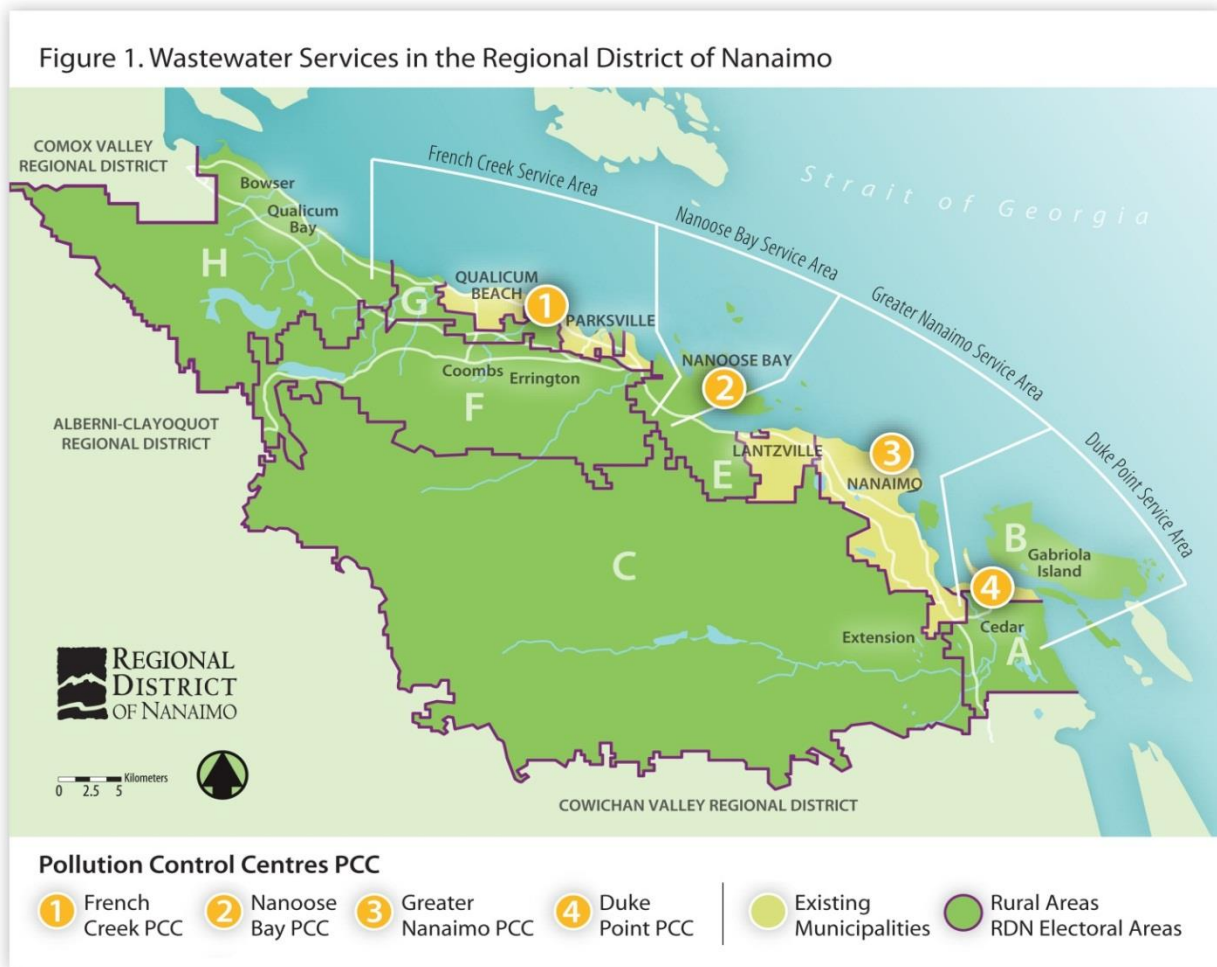 Figure 1. Wastewater Services in the Regional District of Nanaimo
COMOX VALLEY
REGIONAL DISTRICT
French Creek Service Area
Strait of Georgia
Bowser
Qualicum
Bay
Nanoose Bay Service Area
H
QUALICUM
BEACH
G
1
PARKSVILLE
Greater Nanaimo Service Area
NANOOSE BAY
2
Coombs
Errington
F
ALBERNI-CLAYOQUOT
REGIONAL DISTRICT
LANTZVILLE
E
3
NANAIMO
Duke Point Service Area
B
Gabriola
Island
C
4
Cedar
Extension
A
REGIONAL
DISTRICT
OF NANAIMO
Kilometers
0 2.5 5
COWICHAN VALLEY REGIONAL DISTRICT
Pollution Control Centres PCC
1 French
Creek PCC
2 Nanoose
Bay PCC
3 Greater
Nanaimo PCC
4 Duke
Point PCC
Existing
Municipalities
Rural Areas
RDN Electoral Areas